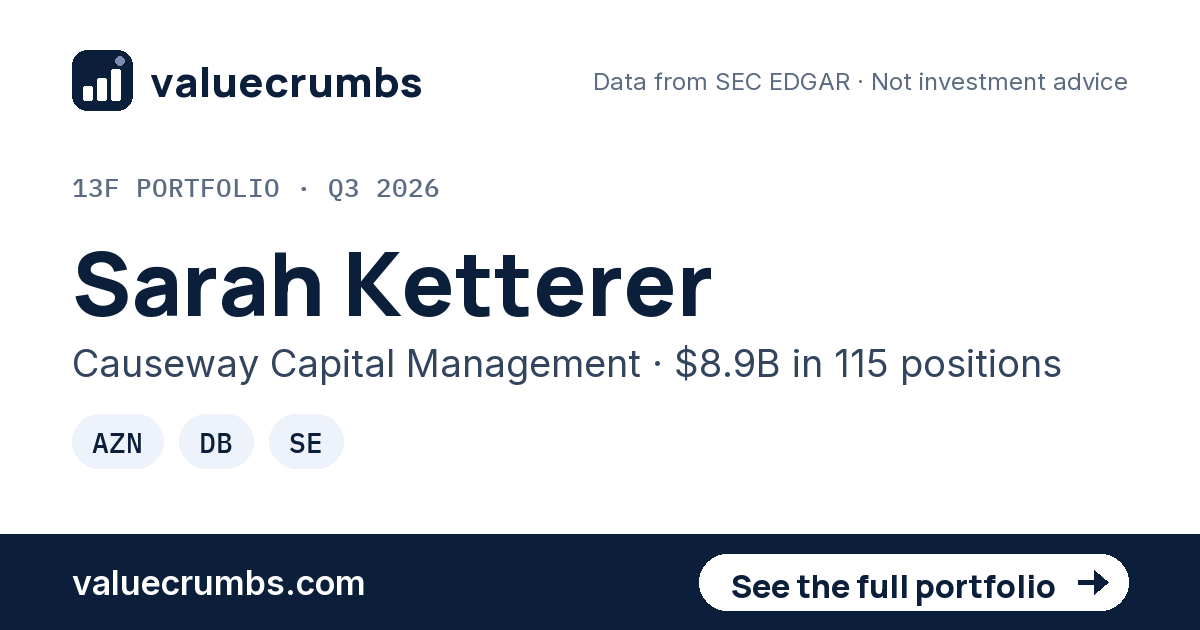 valuecrumbs
Data from SEC EDGAR · Not investment advice
13F PORTFOLIO · Q3 2026
Sarah Ketterer
Causeway Capital Management · $8.9B in 115 positions
AZN DB SE
valuecrumbs.com
See the full portfolio →